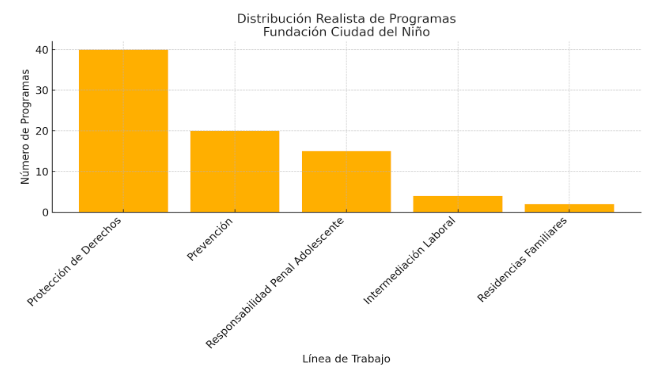 Distribución Realista de Programas
Fundación Ciudad del Niño
Número de Programas
40
30
20
10
0
Protección de Derechos
Prevención
Responsabilidad Penal Adolescente
Intermediación Laboral
Residencias Familiares
Línea de Trabajo